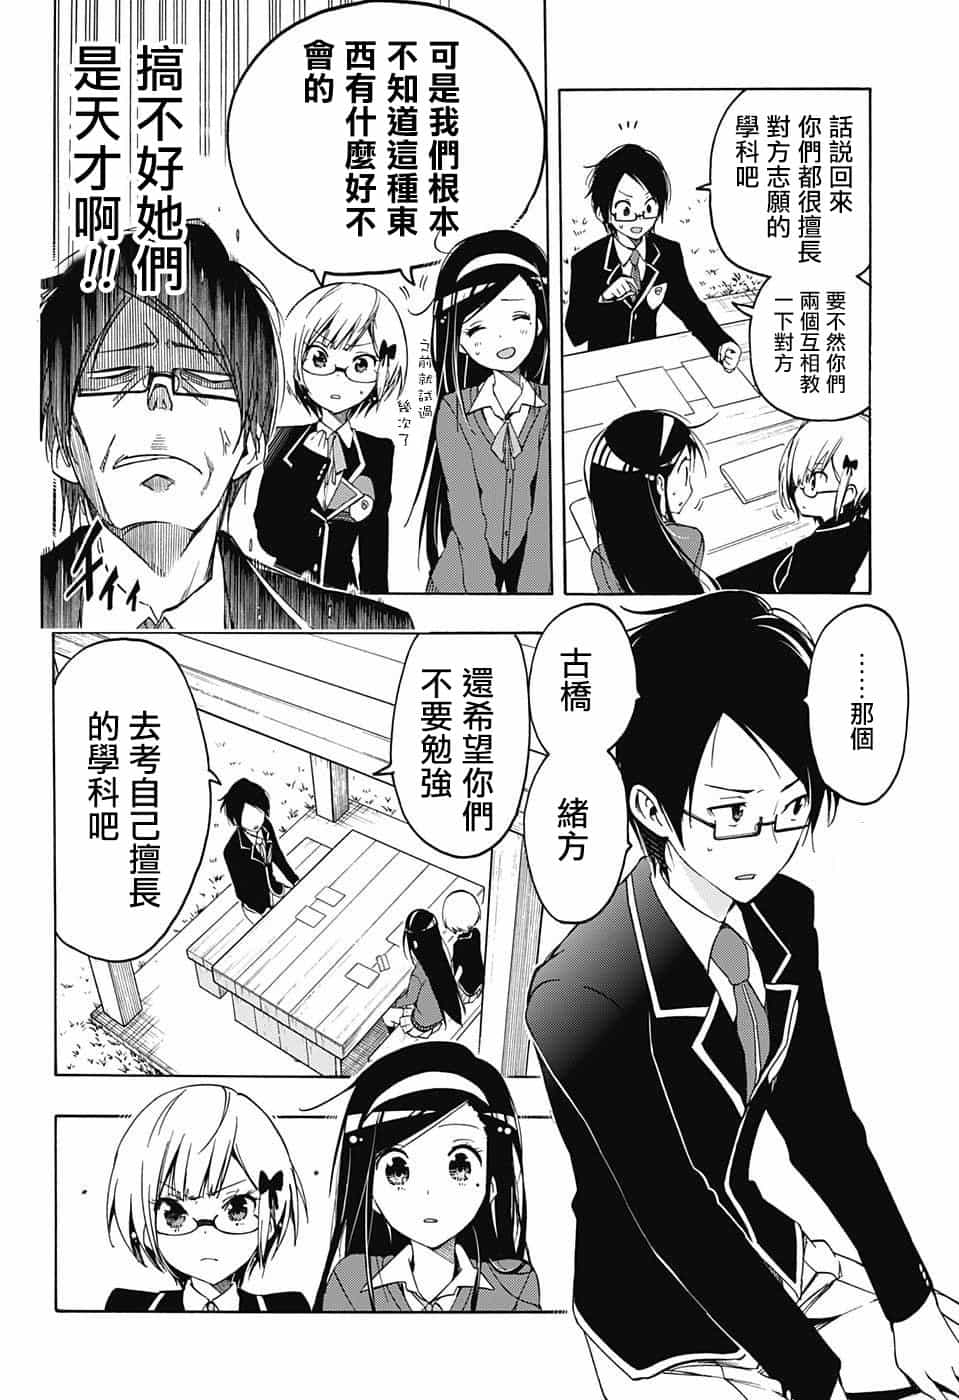 話說回來
你們都很擅長
對方志願的
學科吧
要不然你們
兩個互相教
一下對方
可是我們根本
不知道這種東
西有什麼好不
會的
之前就試過
幾次了
搞不好她們
是天才啊!!
……那個
古橋
緒方
還希望你們
不要勉強
去考自己擅長
的學科吧